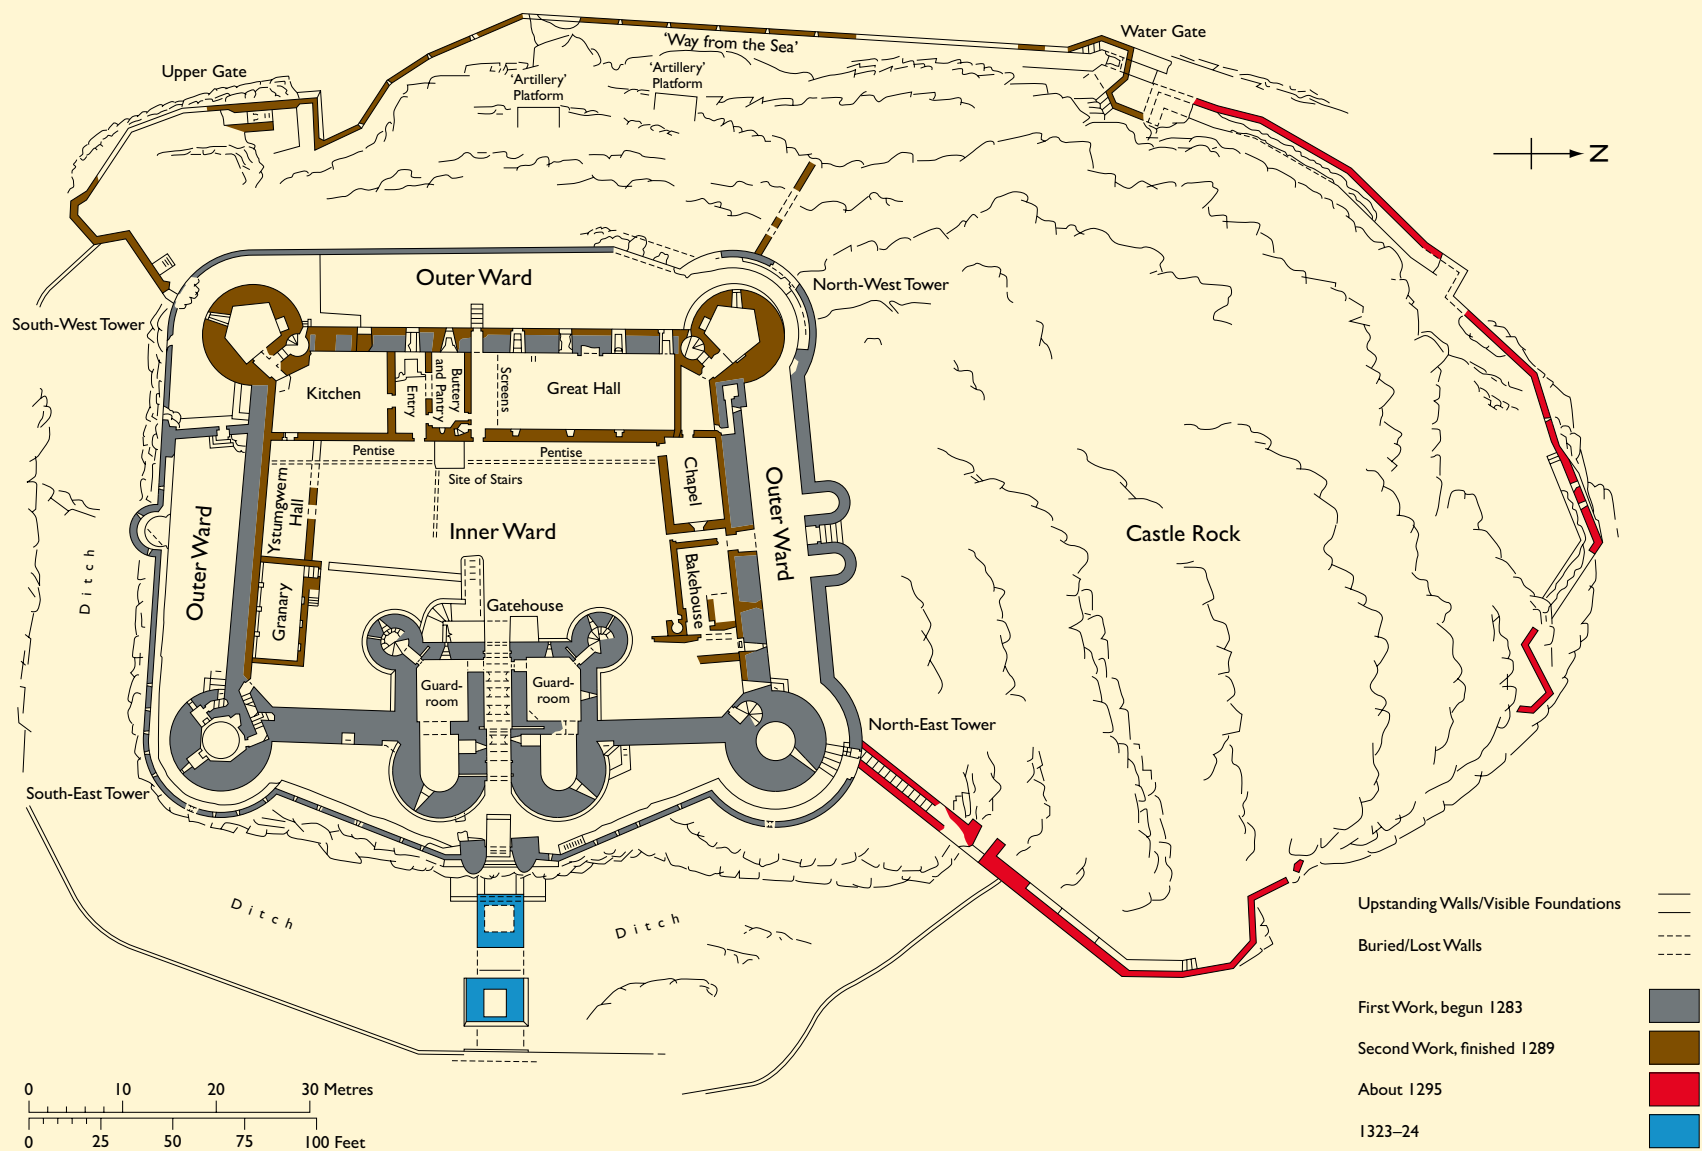 Water Gate
'Way from the Sea'
Upper Gate
'Artillery'
Platform
'Artillery'
Platform
N
Outer Ward
North-West Tower
South-West Tower
Kitchen
Entry
Buttery
and Pantry
Screens
Great Hall
Pentise
Pentise
Site of Stairs
Chapel
Outer Ward
Ystumgwern
Hall
Inner Ward
Castle Rock
Outer Ward
Ditch
Granary
Gatehouse
Bakehouse
Guard-
room
Guard-
room
North-East Tower
South-East Tower
Ditch
Ditch
Upstanding Walls/Visible Foundations
Buried/Lost Walls
First Work, begun 1283
Second Work, finished 1289
About 1295
1323–24
0 10 20 30 Metres
0 25 50 75 100 Feet